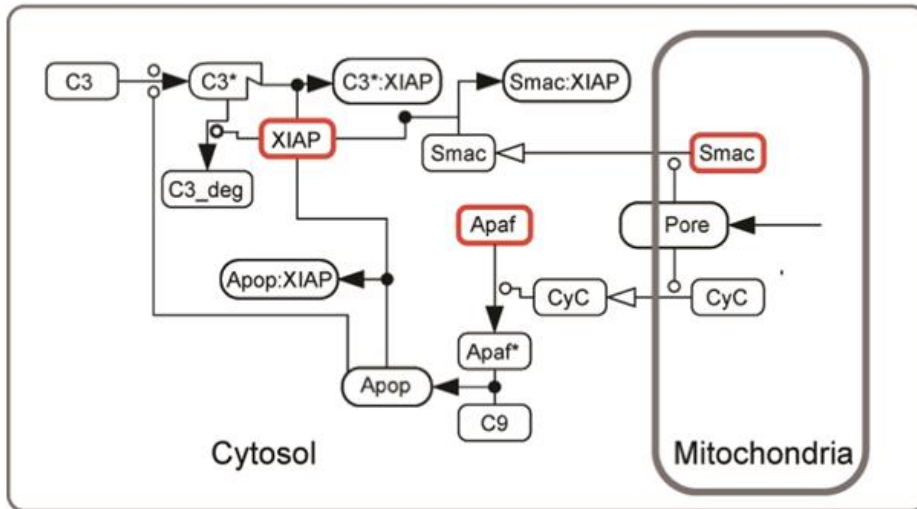 C3
C3*
C3*:XIAP
Smac:XIAP
XIAP
Smac
Smac
C3_deg
Apaf
Pore
Apop:XIAP
CyC
CyC
Apaf*
Apop
C9
Cytosol
Mitochondria